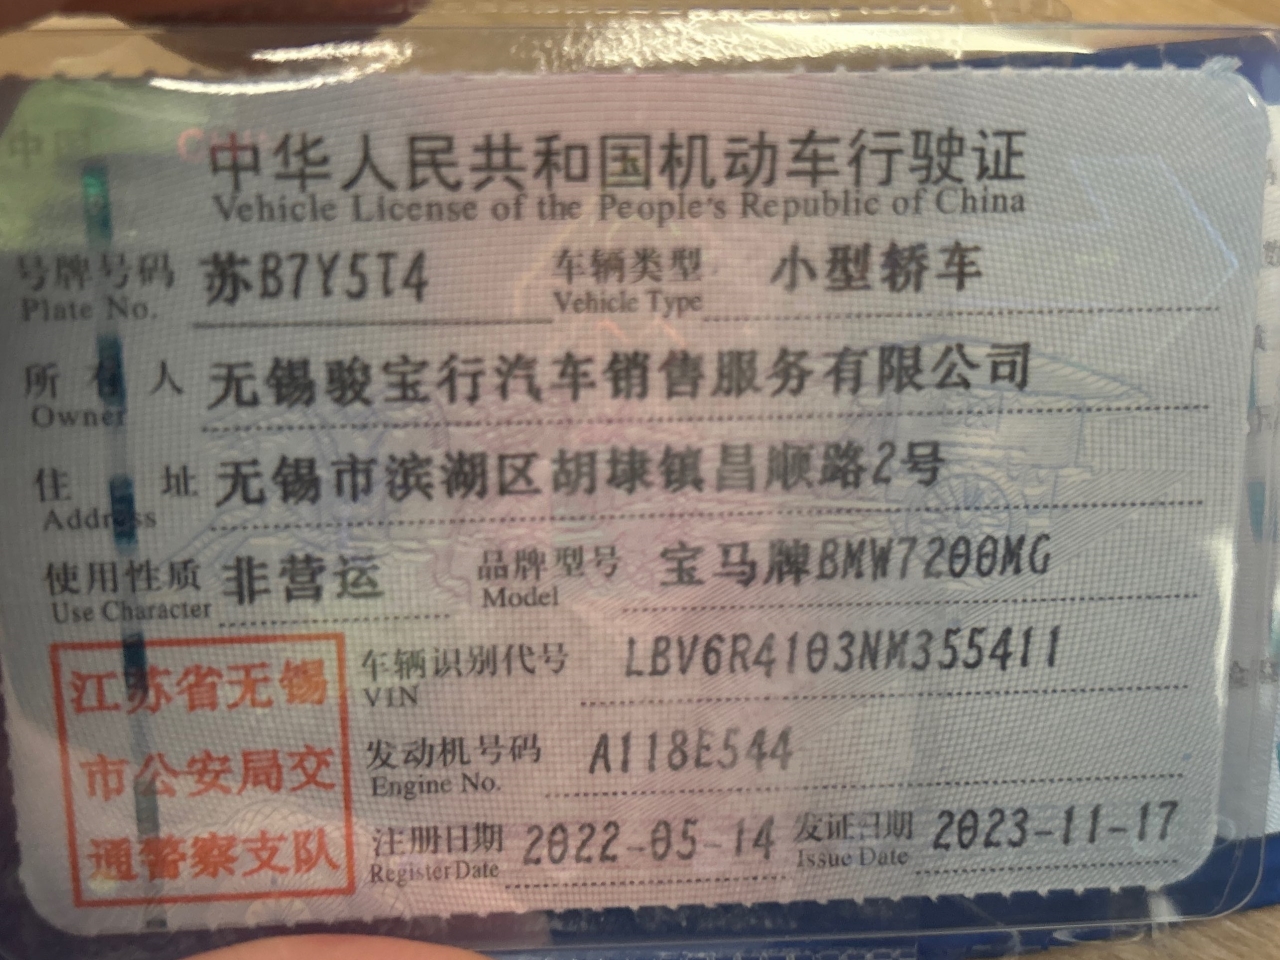 中华人民共和国机动车行驶证
Vehicle License of the People's Republic of China
号牌号码 苏B7Y5T4 车辆类型 小型轿车
Plate No. Vehicle Type
所有人 无锡骏宝行汽车销售服务有限公司
Owner
住址 无锡市滨湖区胡埭镇昌顺路2号
Address
使用性质 非营运 品牌型号 宝马牌BMW7200MG
Use Character Model
江苏省无锡
市公安局交
通警察支队
车辆识别代号 LBV6R4103NM355411
VIN
发动机号码 A118E544
Engine No.
注册日期 2022-05-14 发证日期 2023-11-17
Register Date Issue Date